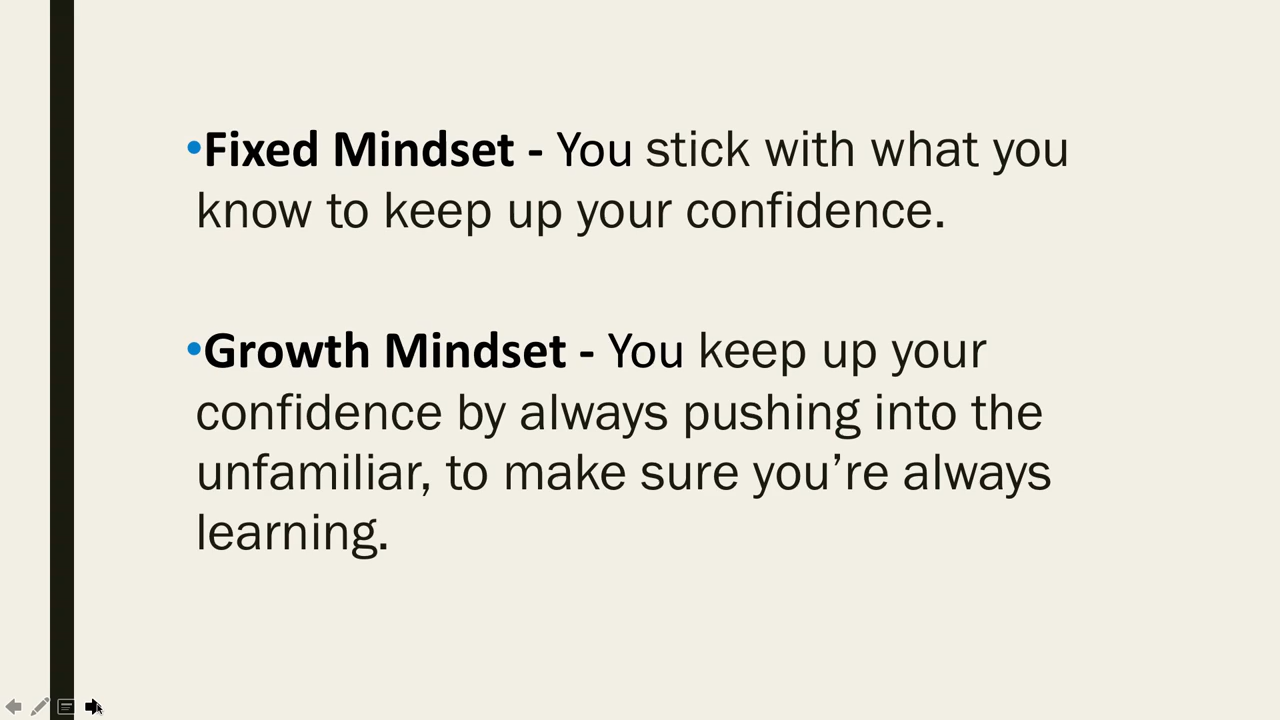 •Fixed Mindset - You stick with what you
know to keep up your confidence.
•Growth Mindset - You keep up your
confidence by always pushing into the
unfamiliar, to make sure you’re always
learning.